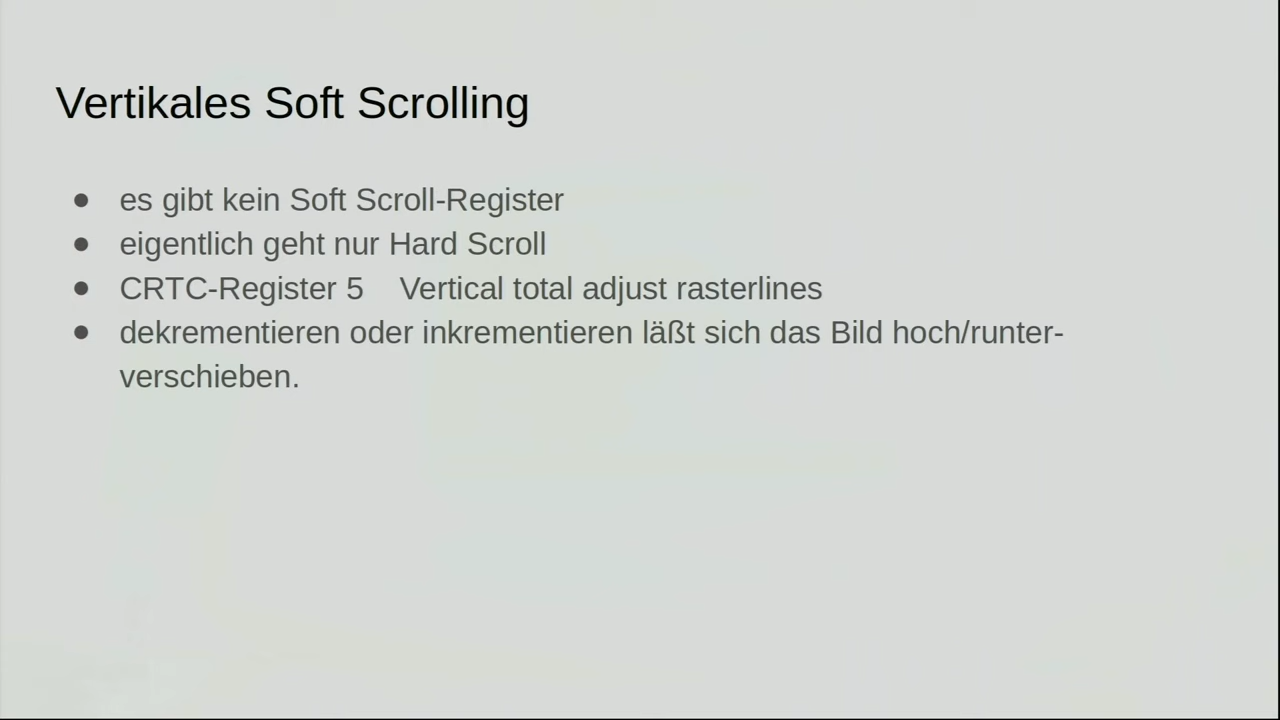 Vertikales Soft Scrolling
● es gibt kein Soft Scroll-Register
● eigentlich geht nur Hard Scroll
● CRTC-Register 5    Vertical total adjust rasterlines
● dekrementieren oder inkrementieren läßt sich das Bild hoch/runter-
verschieben.